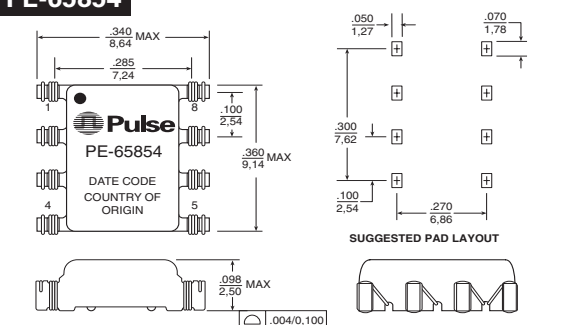 PE-65854
.340
8,64
MAX
.285
7,24
1
8
Pulse
PE-65854
DATE CODE
COUNTRY OF
ORIGIN
4
5
.100
2,54
.360
9,14
MAX
.050
1,27
.070
1,78
.300
7,62
.100
2,54
.270
6,86
SUGGESTED PAD LAYOUT
.098
2,50
MAX
.004/0,100